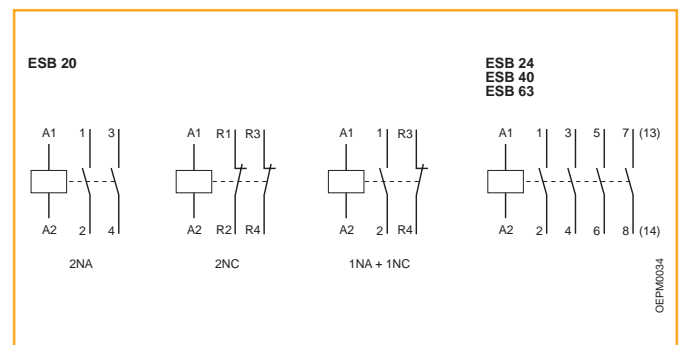 ESB 20
ESB 24
ESB 40
ESB 63
A1 1 3
A2 2 4
2NA
A1 R1 R3
A2 R2 R4
2NC
A1 1 R3
A2 2 R4
1NA + 1NC
A1 1 3 5 7 (13)
A2 2 4 6 8 (14)
OEPM0034